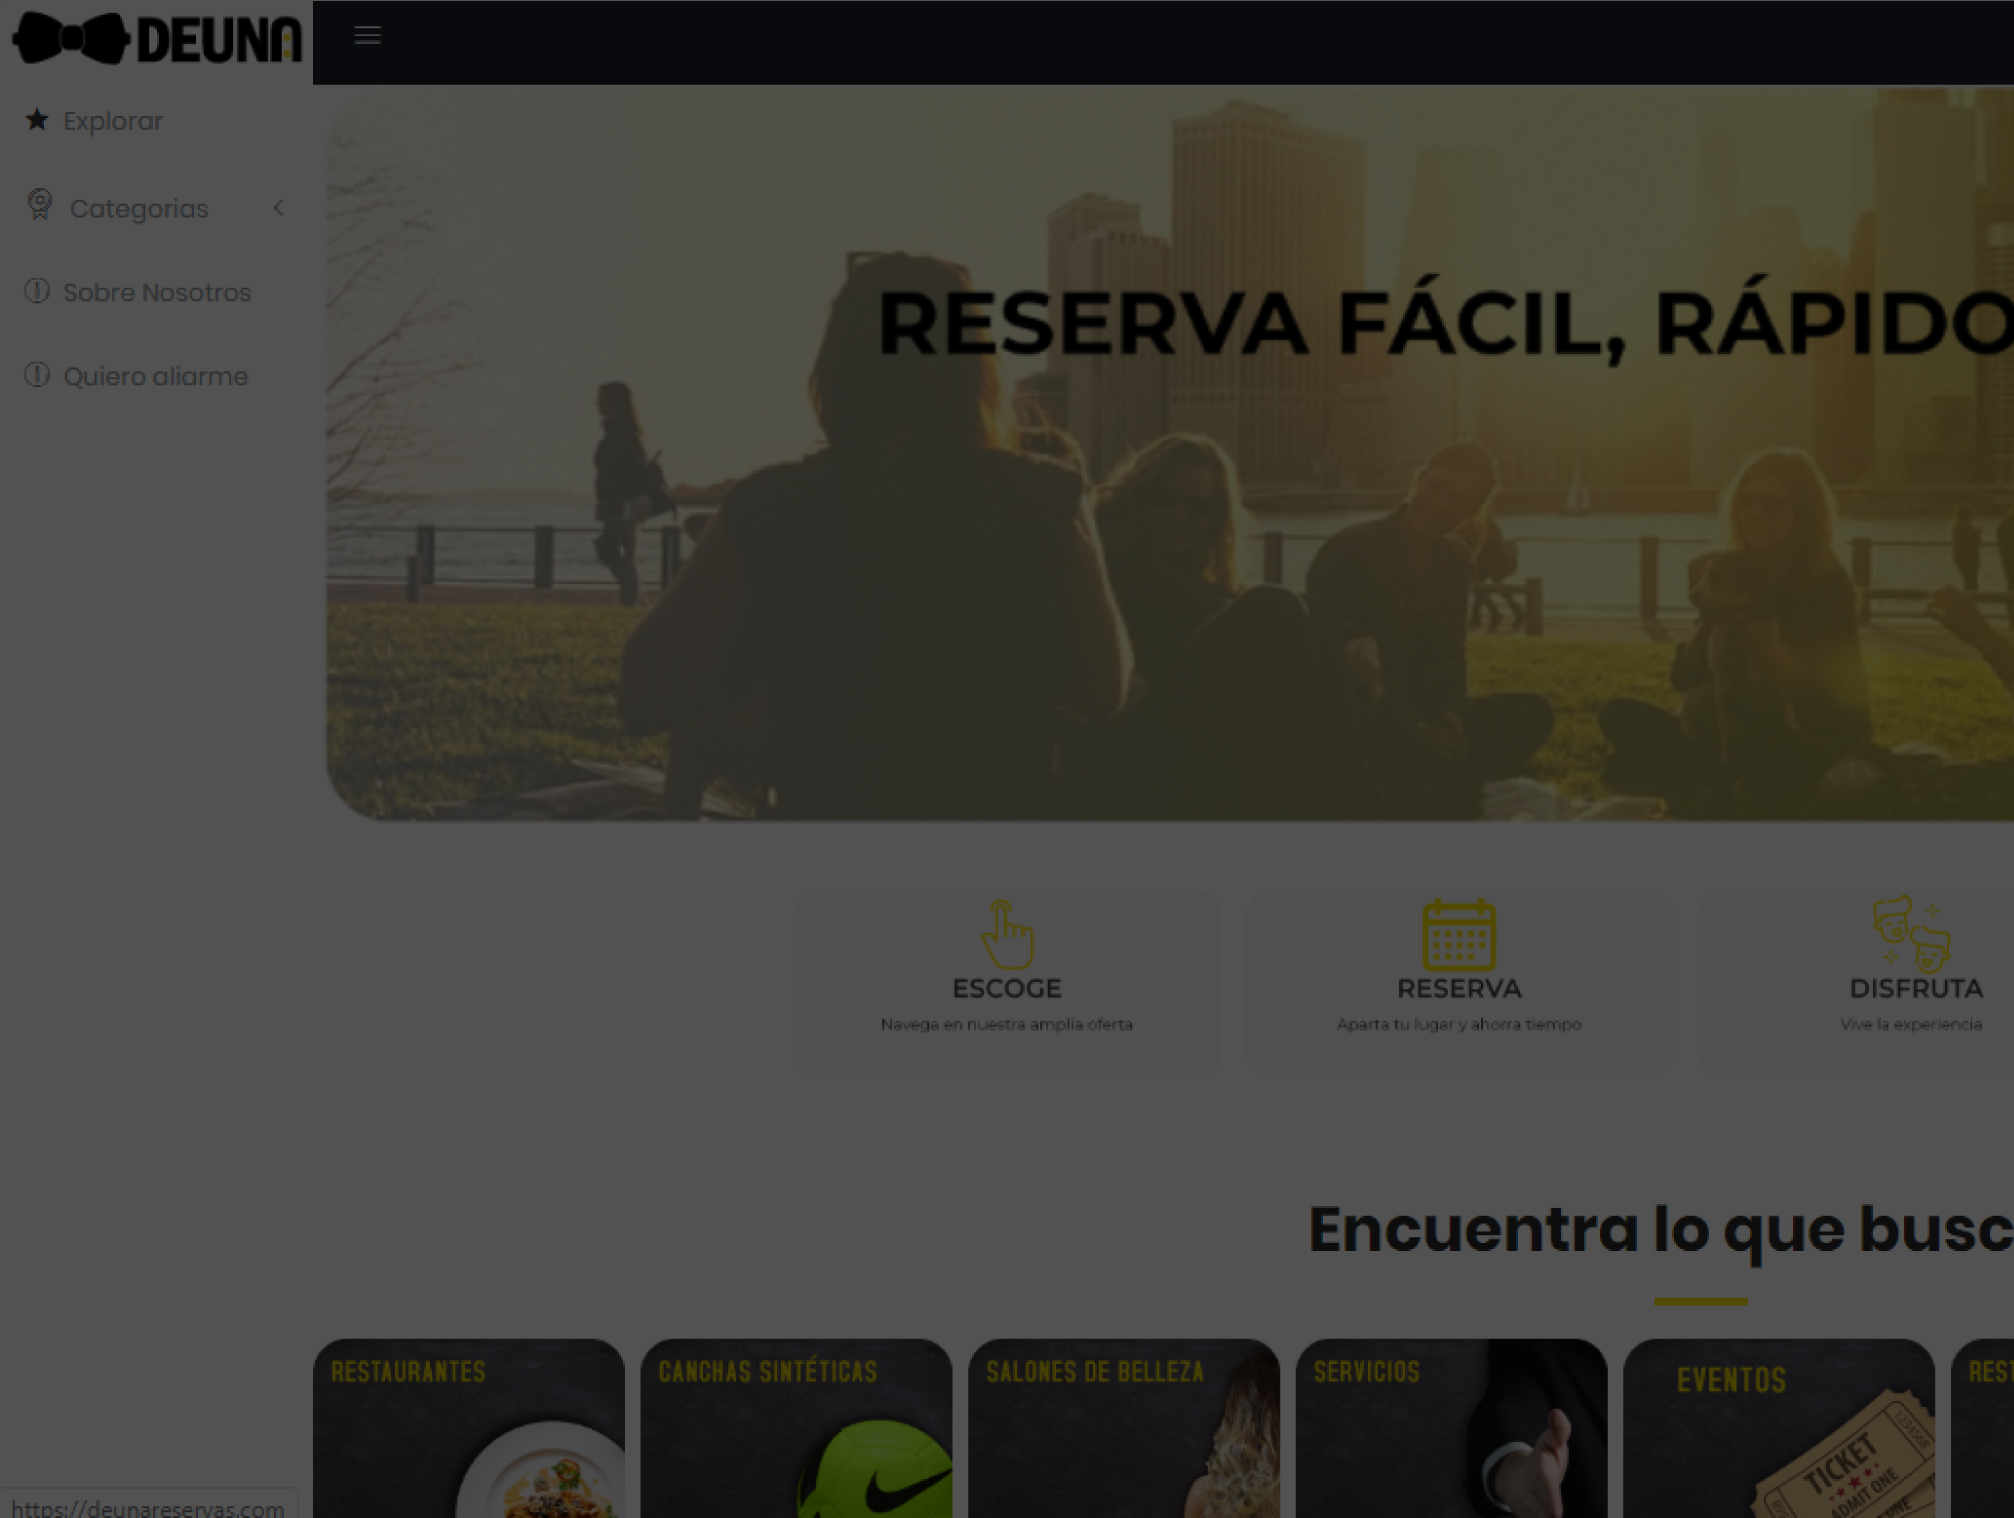 DEUNA
Explorar
Categorias
Sobre Nosotros
Quiero aliarme
RESERVA FÁCIL, RÁPIDO
ESCOGE
Navega en nuestra amplia oferta
RESERVA
Aparta tu lugar y ahorra tiempo
DISFRUTA
Vive la experiencia
Encuentra lo que busc
RESTAURANTES
CANCHAS SINTÉTICAS
SALONES DE BELLEZA
SERVICIOS
EVENTOS
REST
1234568
TICKET
ADMIT ONE
https://deunareservas.com